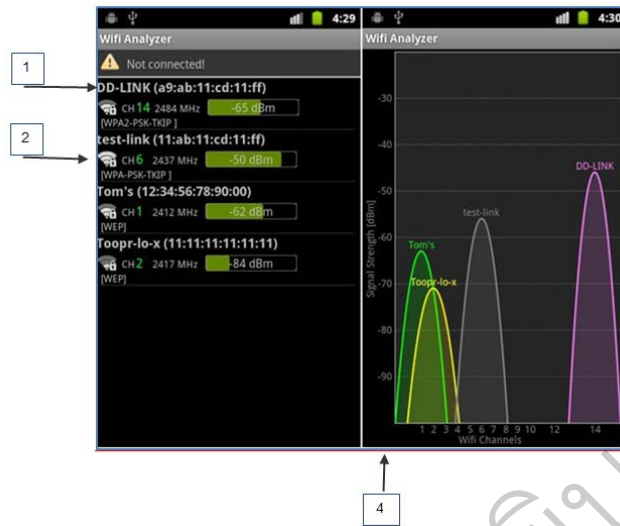 4:29
Wifi Analyzer
Not connected!
1
DD-LINK (a9:ab:11:cd:11:ff)
CH 14 2484 MHz -65 dBm
[WPA2-PSK-TKIP ]
2
test-link (11:ab:11:cd:11:ff)
CH 6 2437 MHz -50 dBm
[WPA-PSK-TKIP ]
Tom's (12:34:56:78:90:00)
CH 1 2412 MHz -62 dBm
[WEP]
Toopr-lo-x (11:11:11:11:11:11)
CH 2 2417 MHz -84 dBm
[WEP]
4:30
Wifi Analyzer
Signal Strength [dBm]
-30
-40
-50
-60
-70
-80
-90
DD-LINK
test-link
Tom's
Toopr-lo-x
1 2 3 4 5 6 7 8 9 10 12 14
Wifi Channels
4